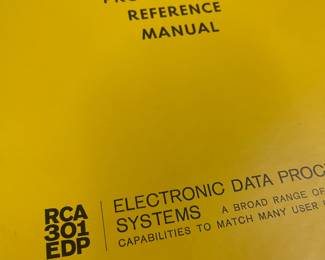 REFERENCE
MANUAL
RCA
301
EDP
ELECTRONIC DATA PROC
SYSTEMS A BROAD RANGE OF
CAPABILITIES TO MATCH MANY USER